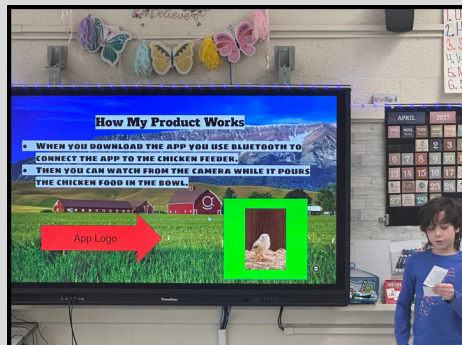 How My Product Works
• When you download the app you use Bluetooth to
connect the app to the chicken feeder.
• Then you can watch from the camera while it pours
the chicken food in the bowl.
App Logo
APRIL 2025